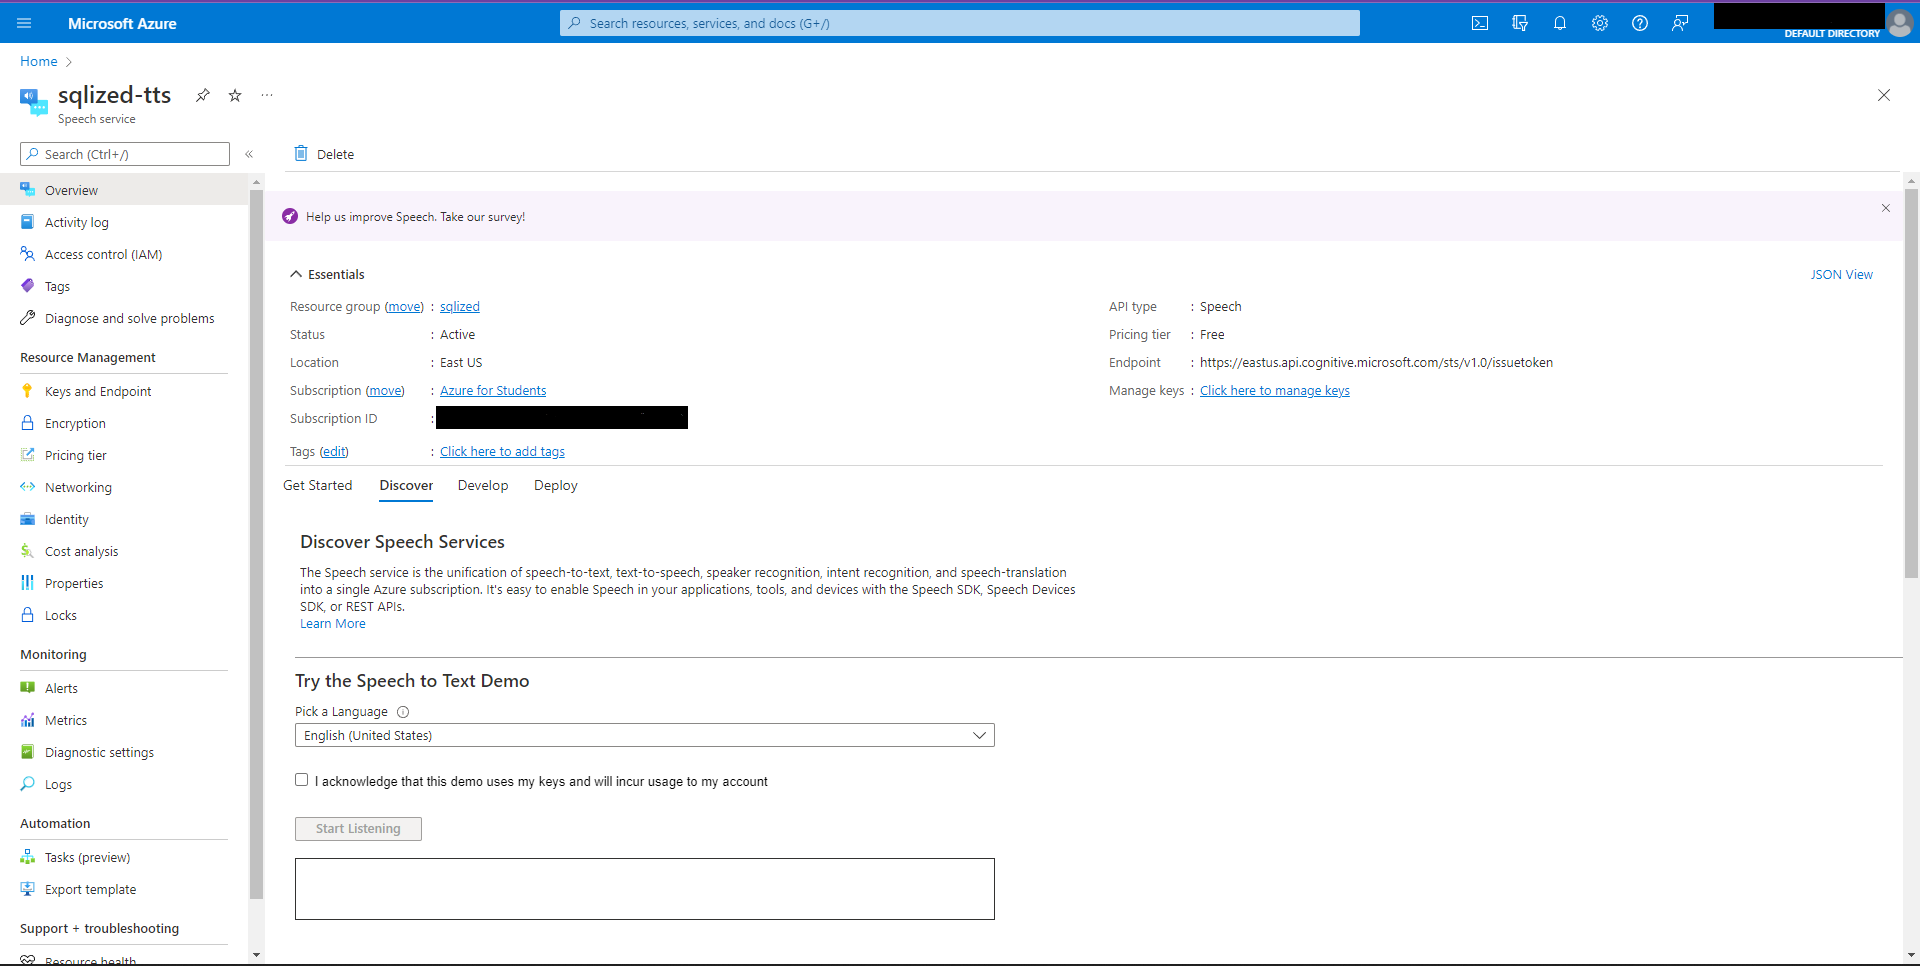 Microsoft Azure
Search resources, services, and docs (G+/)
DEFAULT DIRECTORY
Home
sqlized-tts
Speech service
Search (Ctrl+/)
Overview
Activity log
Access control (IAM)
Tags
Diagnose and solve problems
Resource Management
Keys and Endpoint
Encryption
Pricing tier
Networking
Identity
Cost analysis
Properties
Locks
Monitoring
Alerts
Metrics
Diagnostic settings
Logs
Automation
Tasks (preview)
Export template
Support + troubleshooting
Resource health
Delete
Help us improve Speech. Take our survey!
Essentials
JSON View
Resource group (move) : sqlized
Status : Active
Location : East US
Subscription (move) : Azure for Students
Subscription ID :
Tags (edit) : Click here to add tags
API type : Speech
Pricing tier : Free
Endpoint : https://eastus.api.cognitive.microsoft.com/sts/v1.0/issuetoken
Manage keys : Click here to manage keys
Get Started Discover Develop Deploy
Discover Speech Services
The Speech service is the unification of speech-to-text, text-to-speech, speaker recognition, intent recognition, and speech-translation
into a single Azure subscription. It's easy to enable Speech in your applications, tools, and devices with the Speech SDK, Speech Devices
SDK, or REST APIs.
Learn More
Try the Speech to Text Demo
Pick a Language
English (United States)
I acknowledge that this demo uses my keys and will incur usage to my account
Start Listening